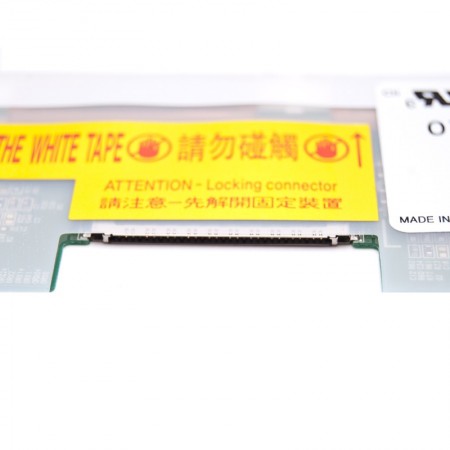 THE WHITE TAPE 請勿碰觸
ATTENTION - Locking connector
請注意-先解開固定裝置
MADE IN